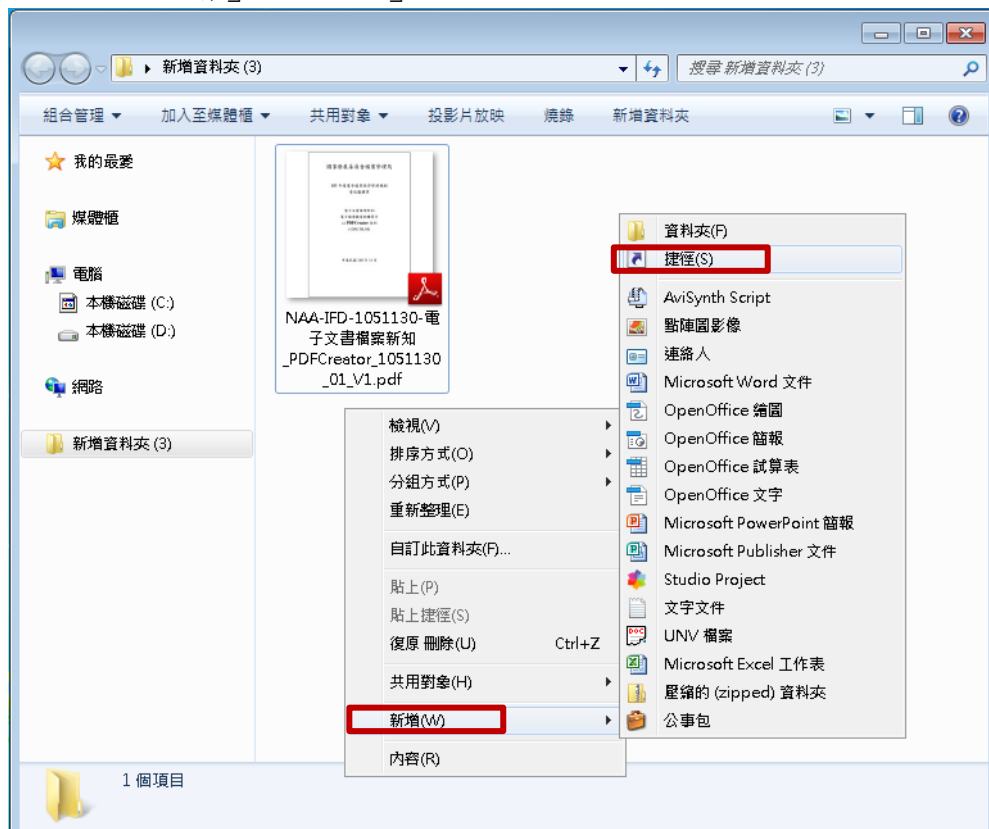 新增資料夾 (3)
搜尋 新增資料夾 (3)
組合管理 加入至媒體櫃 共用對象 投影片放映 燒錄 新增資料夾
我的最愛
媒體櫃
電腦
本機磁碟 (C:)
本機磁碟 (D:)
網路
新增資料夾 (3)
NAA-IFD-1051130-電
子文書檔案新知
_PDFCreator_1051130
_01_V1.pdf
檢視(V)
排序方式(O)
分組方式(P)
重新整理(E)
自訂此資料夾(F)...
貼上(P)
貼上捷徑(S)
復原 刪除(U) Ctrl+Z
共用對象(H)
新增(W)
內容(R)
資料夾(F)
捷徑(S)
AviSynth Script
點陣圖影像
連絡人
Microsoft Word 文件
OpenOffice 繪圖
OpenOffice 簡報
OpenOffice 試算表
OpenOffice 文字
Microsoft PowerPoint 簡報
Microsoft Publisher 文件
Studio Project
文字文件
UNV 檔案
Microsoft Excel 工作表
壓縮的 (zipped) 資料夾
公事包
1 個項目